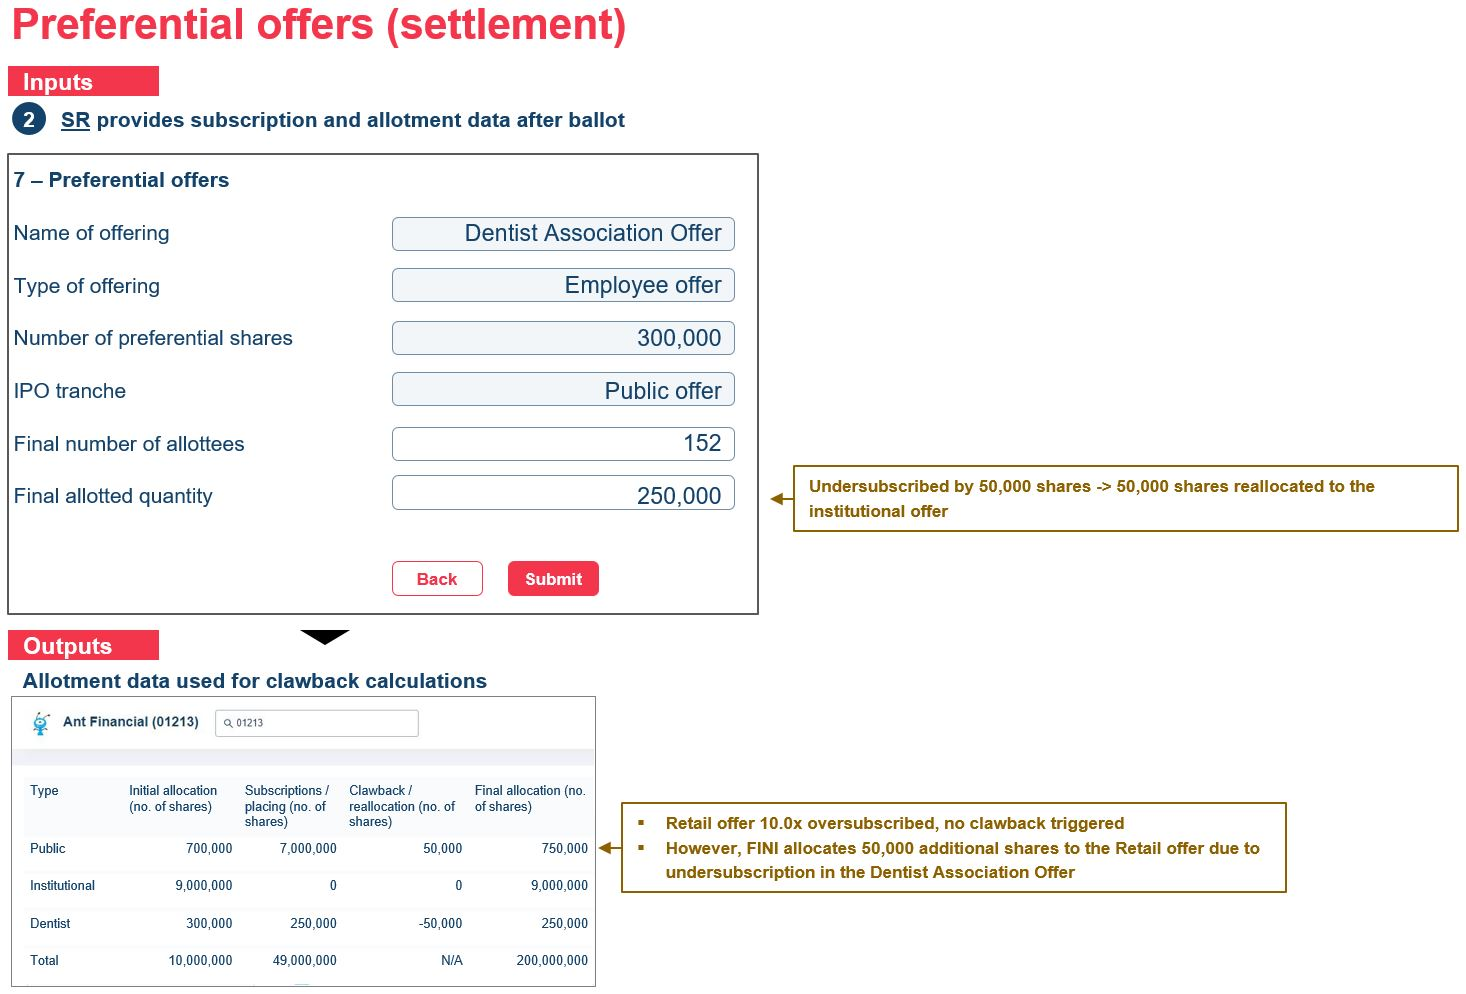 Preferential offers (settlement)
Inputs
2 SR provides subscription and allotment data after ballot
7 – Preferential offers
Name of offering Dentist Association Offer
Type of offering Employee offer
Number of preferential shares 300,000
IPO tranche Public offer
Final number of allottees 152
Final allotted quantity 250,000
Undersubscribed by 50,000 shares -> 50,000 shares reallocated to the
institutional offer
Back Submit
Outputs
Allotment data used for clawback calculations
Ant Financial (01213) 01213
Type Initial allocation (no. of shares) Subscriptions / placing (no. of shares) Clawback / reallocation (no. of shares) Final allocation (no. of shares)
Public 700,000 7,000,000 50,000 750,000
Institutional 9,000,000 0 0 9,000,000
Dentist 300,000 250,000 -50,000 250,000
Total 10,000,000 49,000,000 N/A 200,000,000
▪ Retail offer 10.0x oversubscribed, no clawback triggered
▪ However, FINI allocates 50,000 additional shares to the Retail offer due to
undersubscription in the Dentist Association Offer